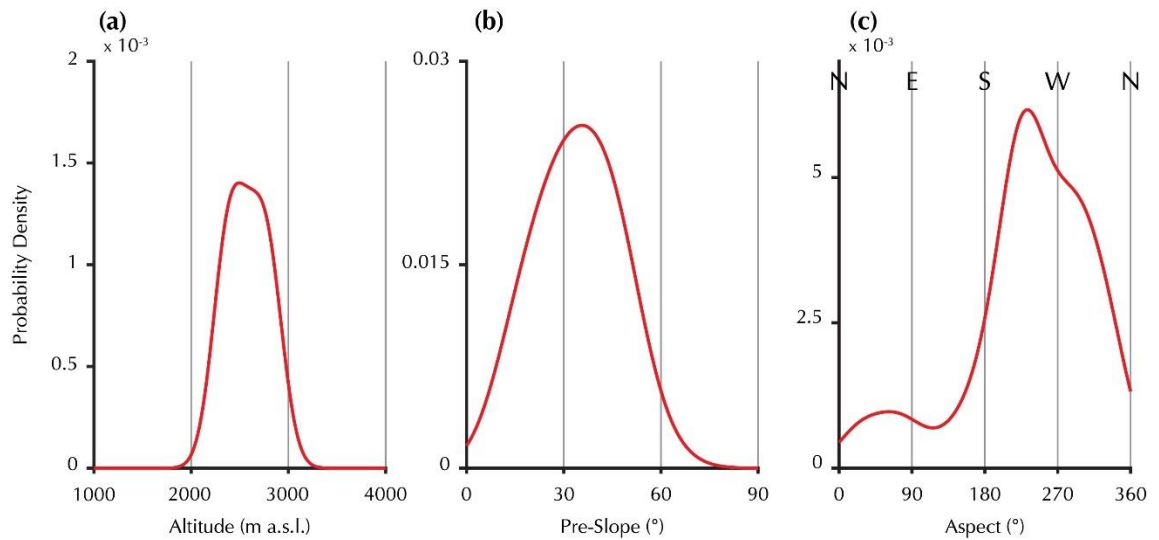 (a)
x 10-3
2
1.5
1
0.5
0
1000 2000 3000 4000
Altitude (m a.s.l.)
Probability Density
(b)
0.03
0.015
0
0 30 60 90
Pre-Slope (°)
(c)
x 10-3
N E S W N
5
2.5
0
0 90 180 270 360
Aspect (°)